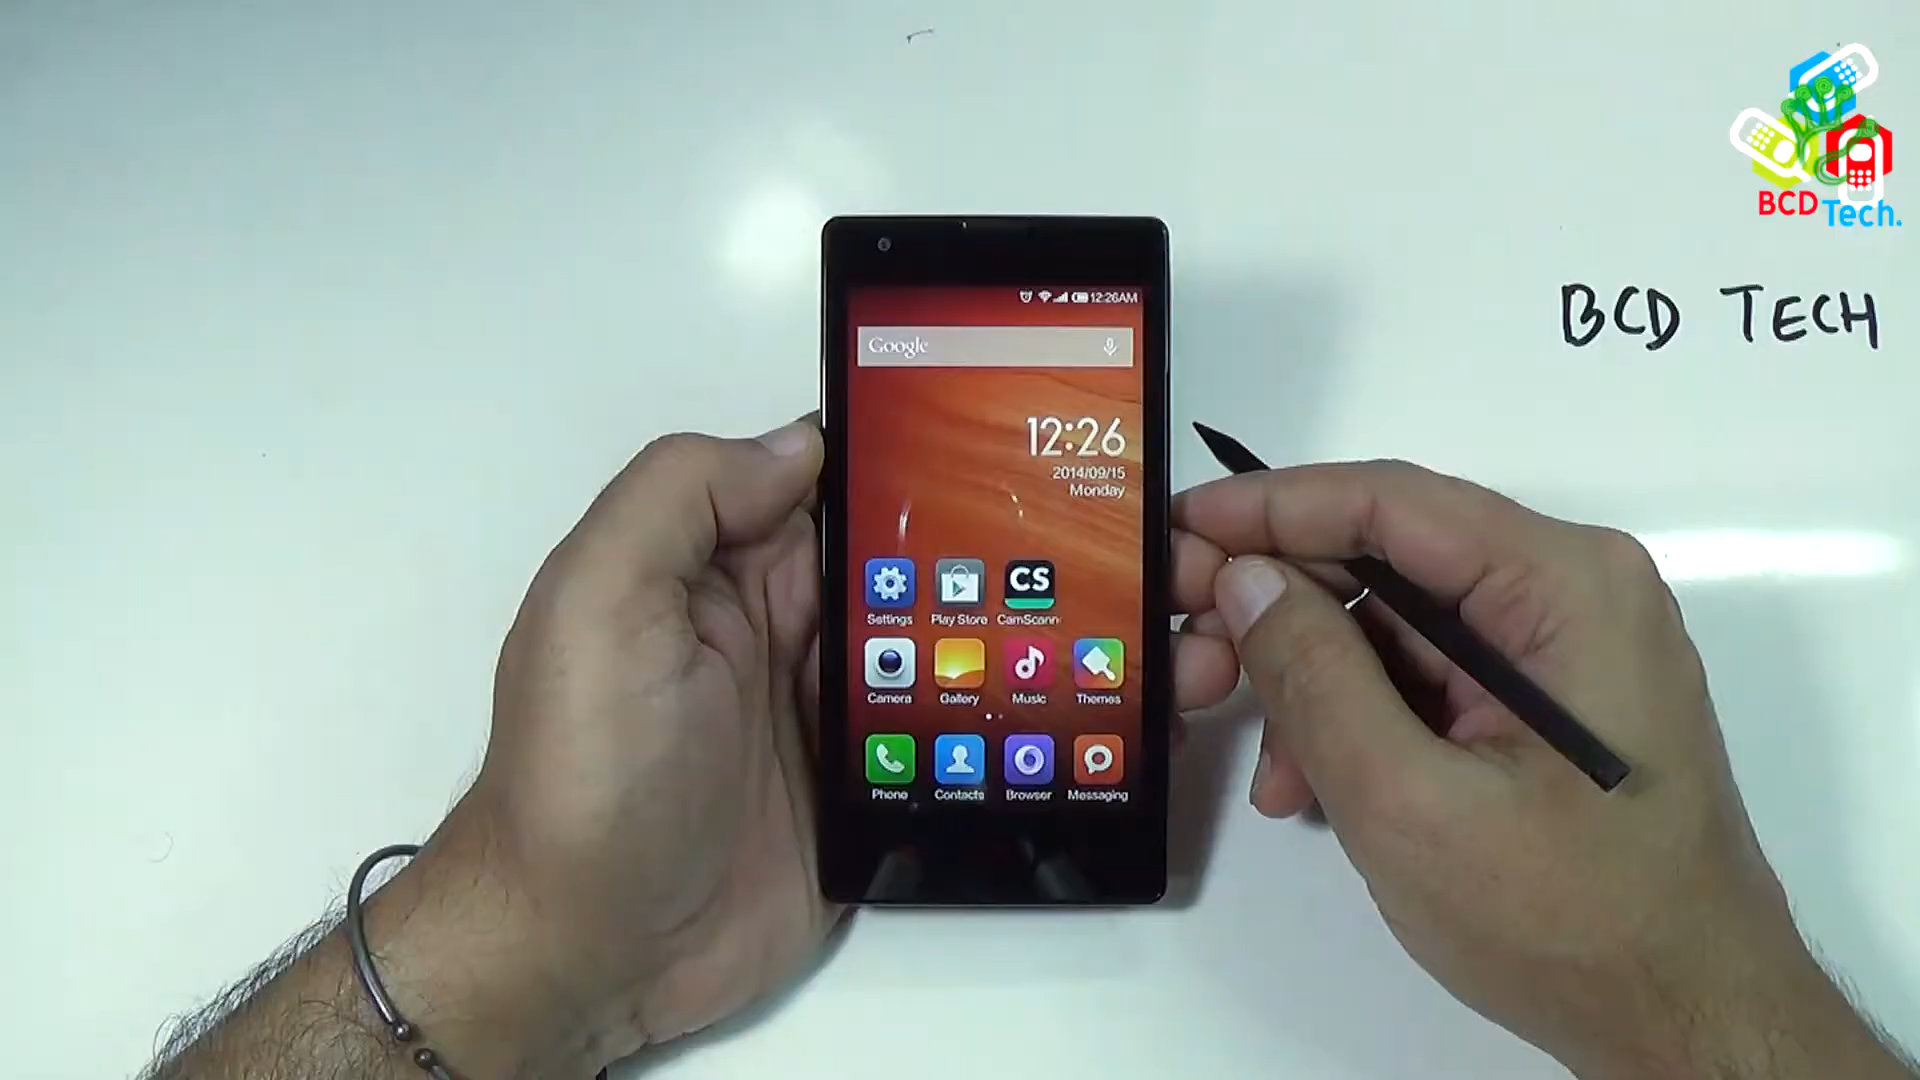 BCD Tech.
BCD TECH
12:26AM
Google
12:26
2014/09/15
Monday
CS
Settings Play Store CamScann
Camera Gallery Music Themes
Phone Contacts Browser Messaging